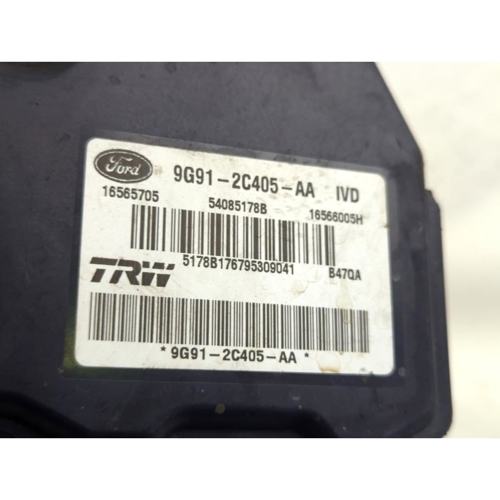 Ford 9G91-2C405-AA IVD
16565705 54085178B 16566005H
TRW 5178B176795309041 B47QA
*9G91-2C405-AA*